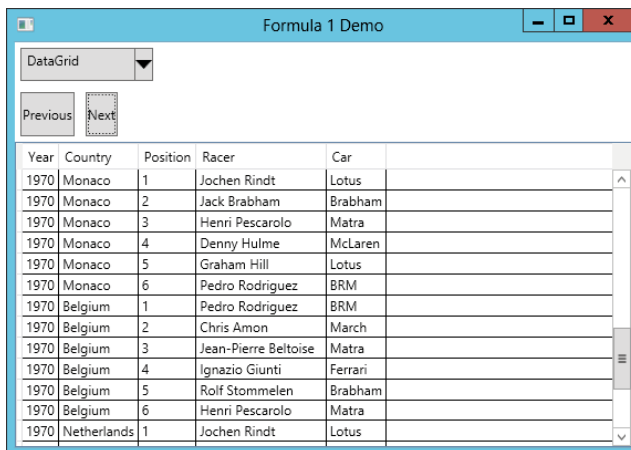 Formula 1 Demo
DataGrid
Previous Next
Year Country Position Racer Car
1970 Monaco 1 Jochen Rindt Lotus
1970 Monaco 2 Jack Brabham Brabham
1970 Monaco 3 Henri Pescarolo Matra
1970 Monaco 4 Denny Hulme McLaren
1970 Monaco 5 Graham Hill Lotus
1970 Monaco 6 Pedro Rodriguez BRM
1970 Belgium 1 Pedro Rodriguez BRM
1970 Belgium 2 Chris Amon March
1970 Belgium 3 Jean-Pierre Beltoise Matra
1970 Belgium 4 Ignazio Giunti Ferrari
1970 Belgium 5 Rolf Stommelen Brabham
1970 Belgium 6 Henri Pescarolo Matra
1970 Netherlands 1 Jochen Rindt Lotus